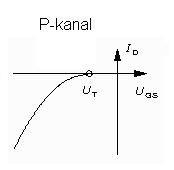 P-kanal
I_D
U_T
U_GS